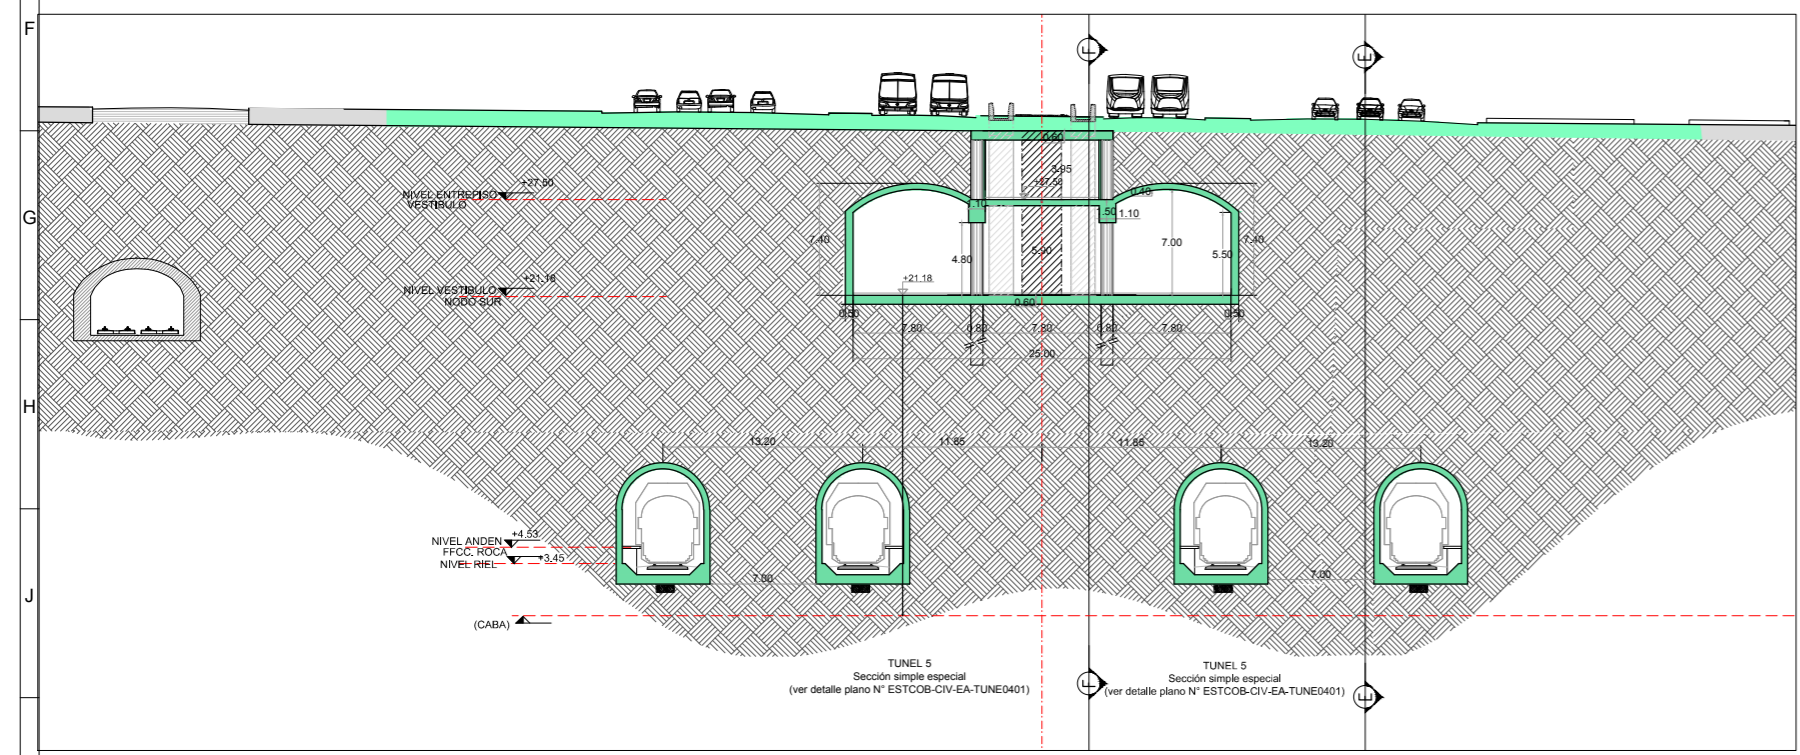 F
G
H
J
F
E
0.60
3.95
+27.50
+27.50
NIVEL ENTREPISO
VESTIBULO
0.40
1.10
1.50
1.10
7.40
4.80
5.90
7.00
5.50
7.40
+21.18
+21.18
NIVEL VESTIBULO
NODO SUR
0.60
0.50
7.80
0.80
7.80
0.80
7.80
0.50
25.00
13.20
11.85
11.85
13.20
NIVEL ANDEN
+4.53
FFCC. ROCA
NIVEL RIEL
+3.45
7.00
7.00
(CABA)
TUNEL 5
Sección simple especial
(ver detalle plano N° ESTCOB-CIV-EA-TUNE0401)
TUNEL 5
Sección simple especial
(ver detalle plano N° ESTCOB-CIV-EA-TUNE0401)
F
E